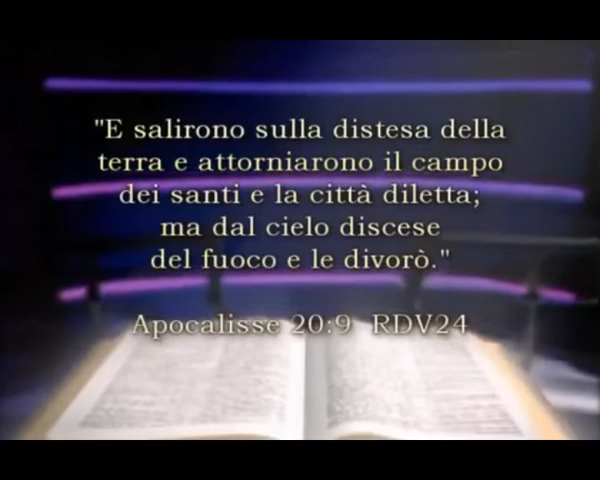 "E salirono sulla distesa della
terra e attorniarono il campo
dei santi e la città diletta;
ma dal cielo discese
del fuoco e le divorò."
Apocalisse 20:9 RDV24